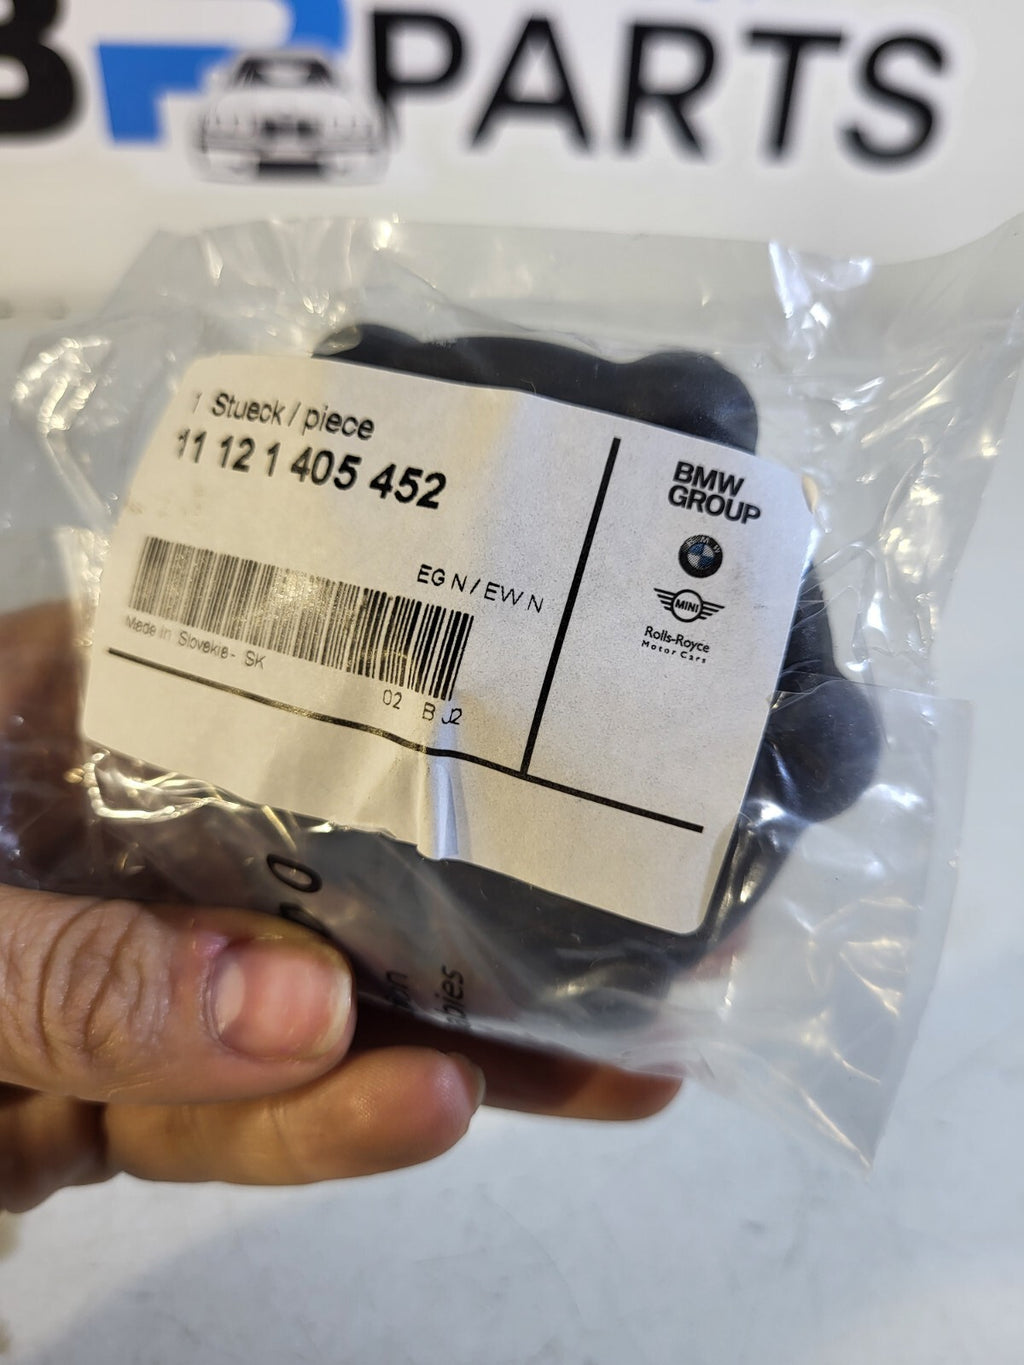 B PARTS
1 Stueck / piece
11 12 1 405 452
EG N / EW N
Made in Slovakia - SK
02 B J2
BMW
GROUP
BMW
MINI
Rolls-Royce
Motor Cars